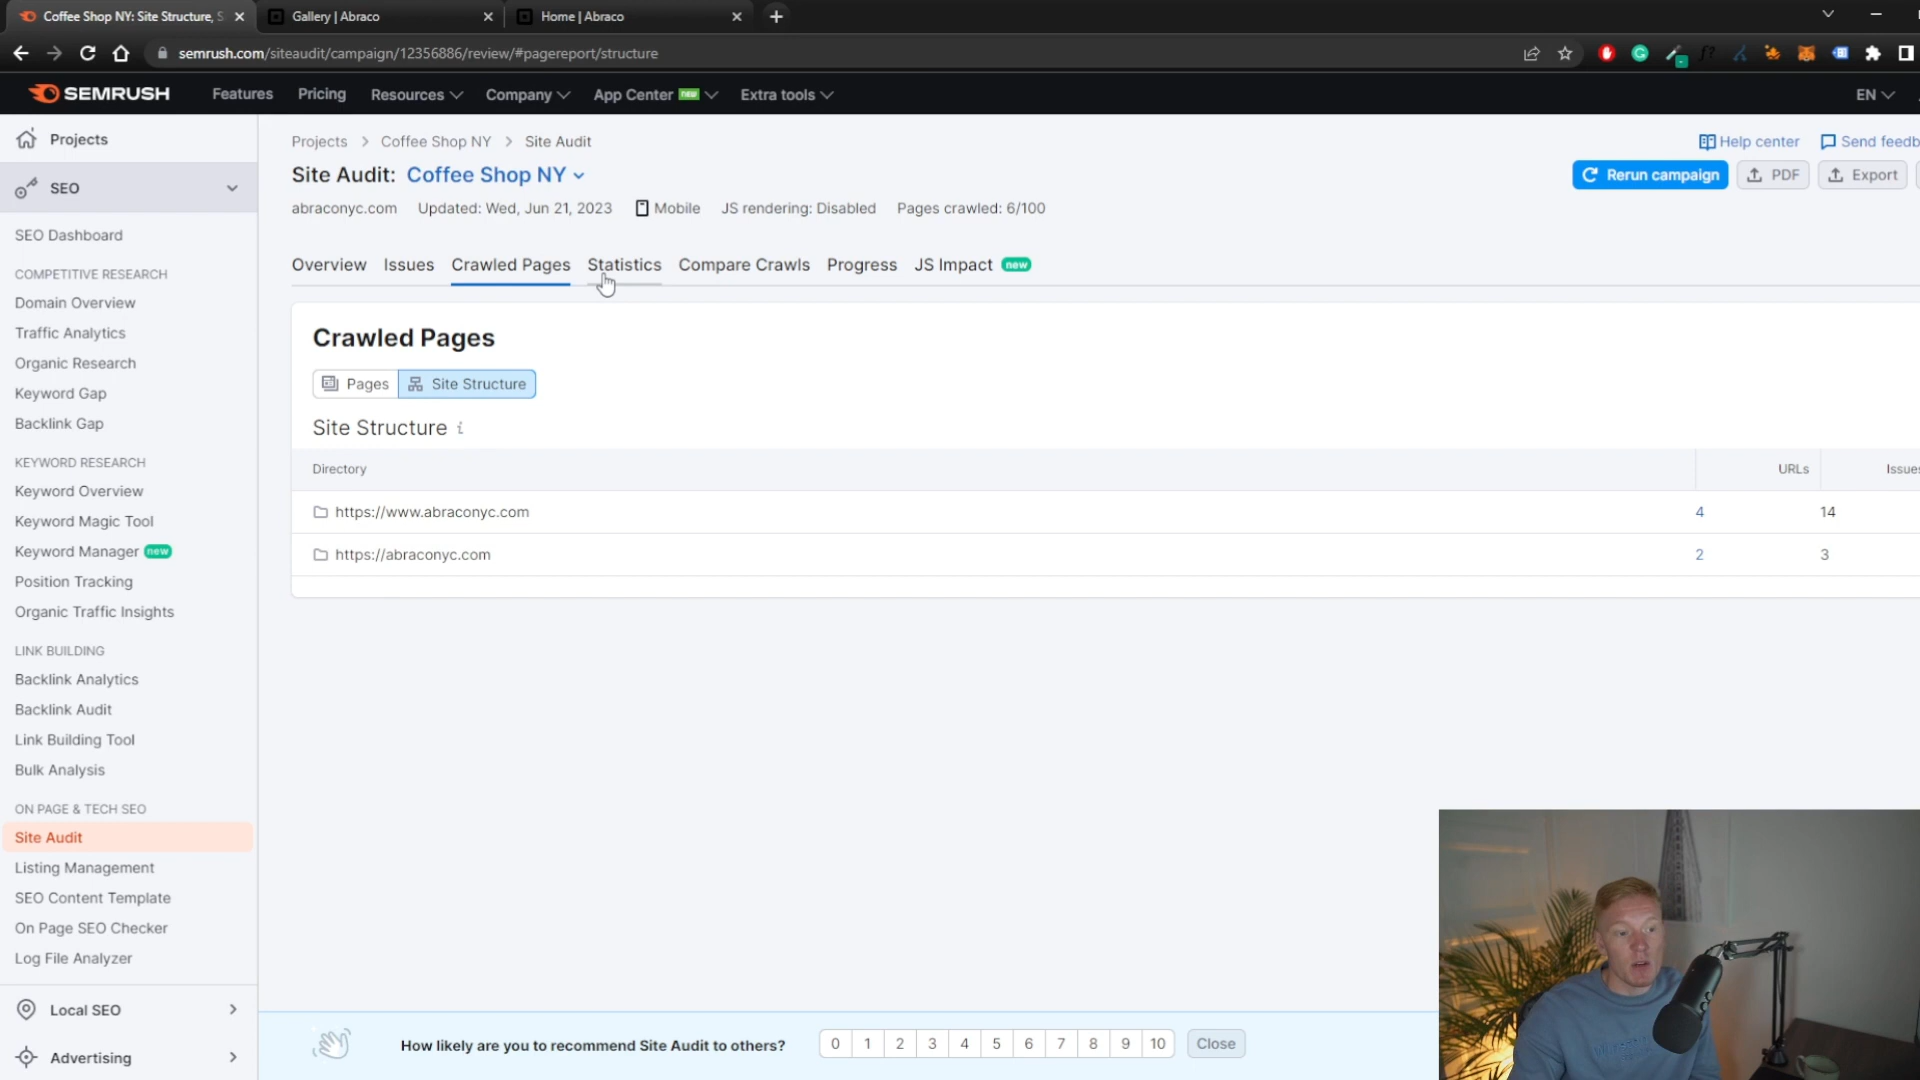 Coffee Shop NY: Site Structure, S
Gallery | Abraco
Home | Abraco
semrush.com/siteaudit/campaign/12356886/review/#pagereport/structure
SEMRUSH
Features
Pricing
Resources
Company
App Center new
Extra tools
EN
Projects
SEO
SEO Dashboard
COMPETITIVE RESEARCH
Domain Overview
Traffic Analytics
Organic Research
Keyword Gap
Backlink Gap
KEYWORD RESEARCH
Keyword Overview
Keyword Magic Tool
Keyword Manager new
Position Tracking
Organic Traffic Insights
LINK BUILDING
Backlink Analytics
Backlink Audit
Link Building Tool
Bulk Analysis
ON PAGE & TECH SEO
Site Audit
Listing Management
SEO Content Template
On Page SEO Checker
Log File Analyzer
Local SEO
Advertising
Projects > Coffee Shop NY > Site Audit
Help center
Send feedb
Site Audit: Coffee Shop NY
Rerun campaign
PDF
Export
abraconyc.com Updated: Wed, Jun 21, 2023 Mobile JS rendering: Disabled Pages crawled: 6/100
Overview Issues Crawled Pages Statistics Compare Crawls Progress JS Impact new
Crawled Pages
Pages Site Structure
Site Structure i
Directory URLs Issues
https://www.abraconyc.com 4 14
https://abraconyc.com 2 3
How likely are you to recommend Site Audit to others? 0 1 2 3 4 5 6 7 8 9 10 Close